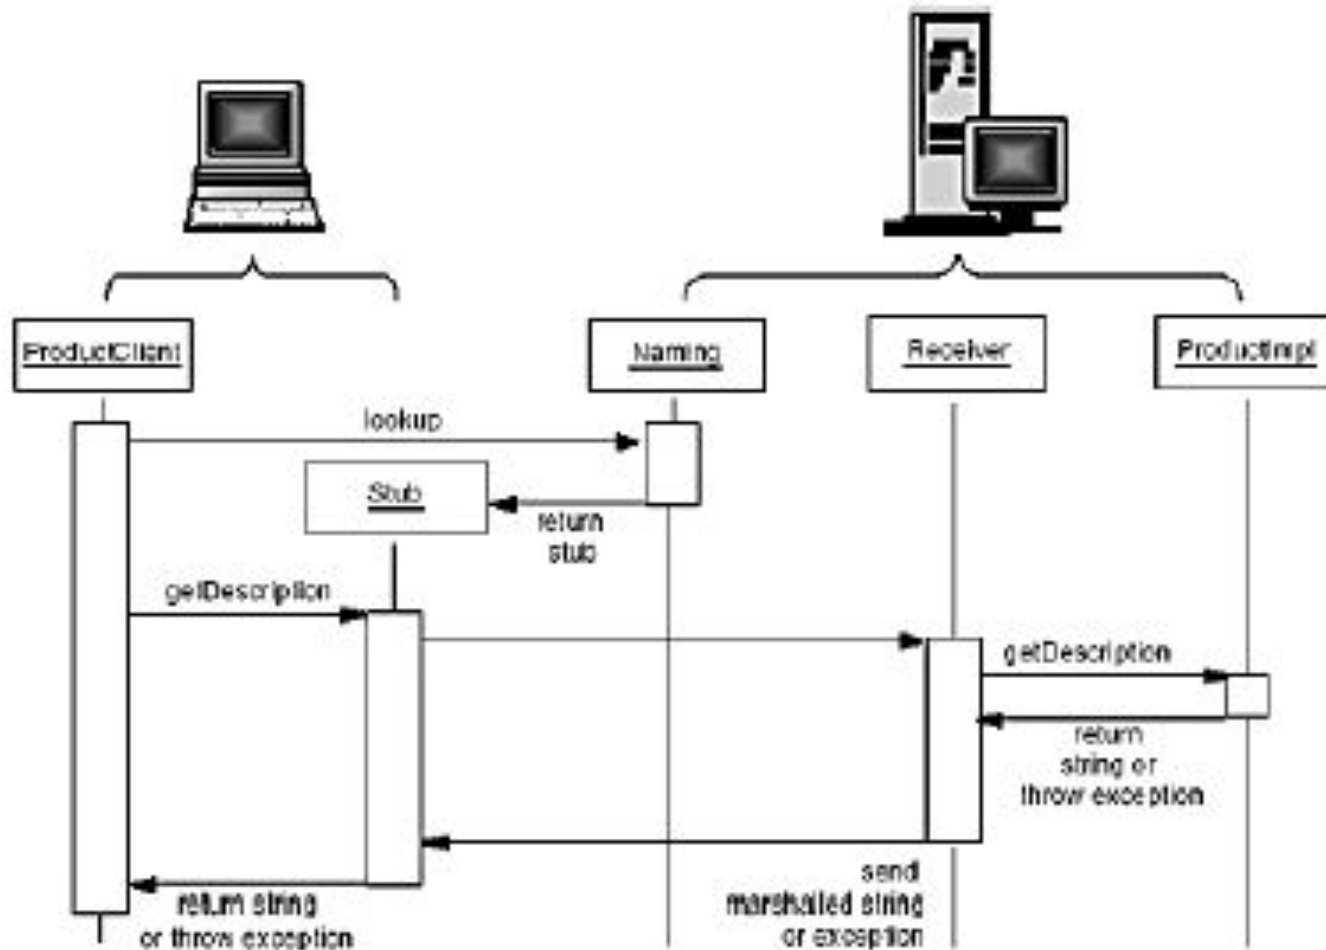 ProductClient
Naming
Receiver
ProductImpl
lookup
Stub
return
stub
getDescription
getDescription
return
string or
throw exception
send
marshalled string
or exception
return string
or throw exception